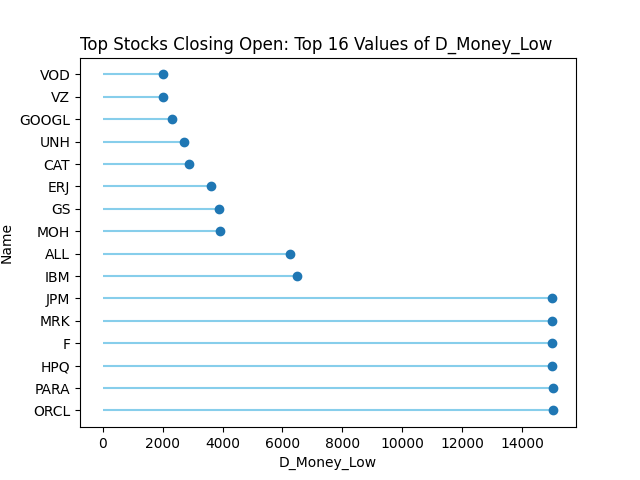 Top Stocks Closing Open: Top 16 Values of D_Money_Low
VOD
VZ
GOOGL
UNH
CAT
ERJ
GS
MOH
ALL
IBM
JPM
MRK
F
HPQ
PARA
ORCL
Name
0 2000 4000 6000 8000 10000 12000 14000
D_Money_Low